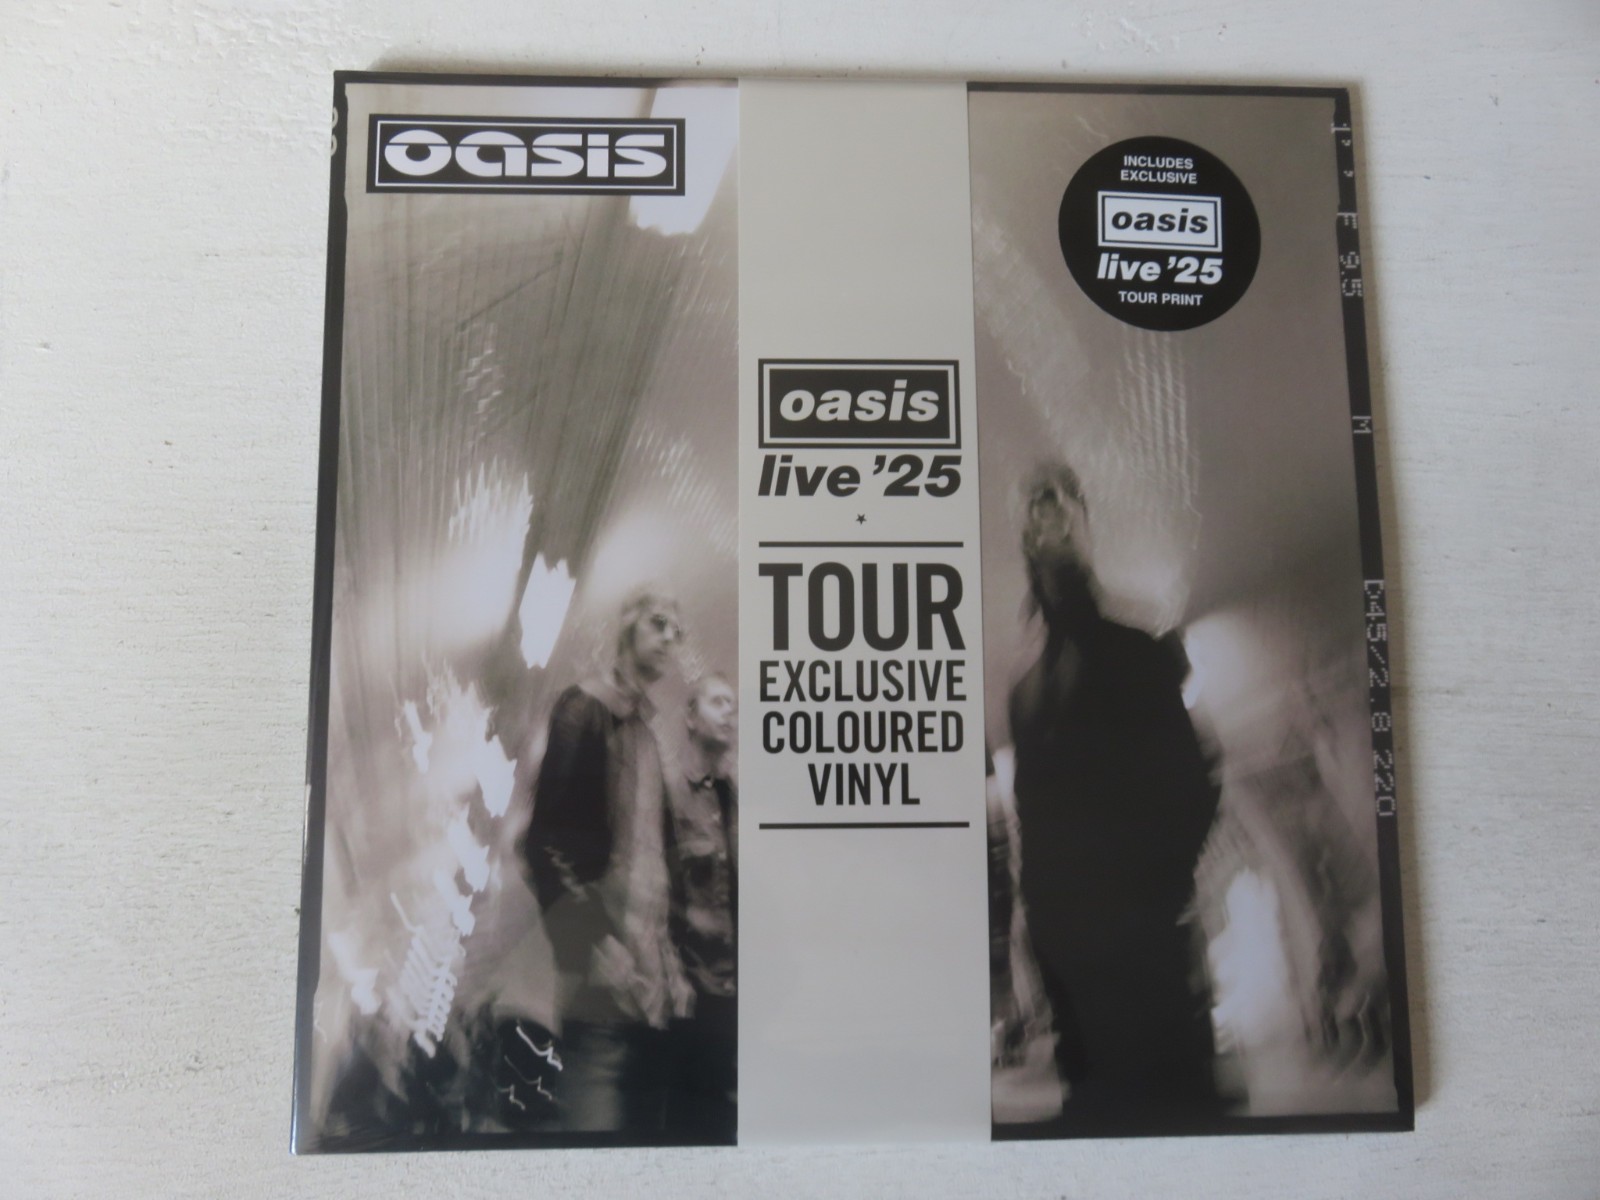 oasis
INCLUDES
EXCLUSIVE
oasis
live '25
TOUR PRINT
oasis
live '25
TOUR
EXCLUSIVE
COLOURED
VINYL
F 9.5
M
D45/2.8 220